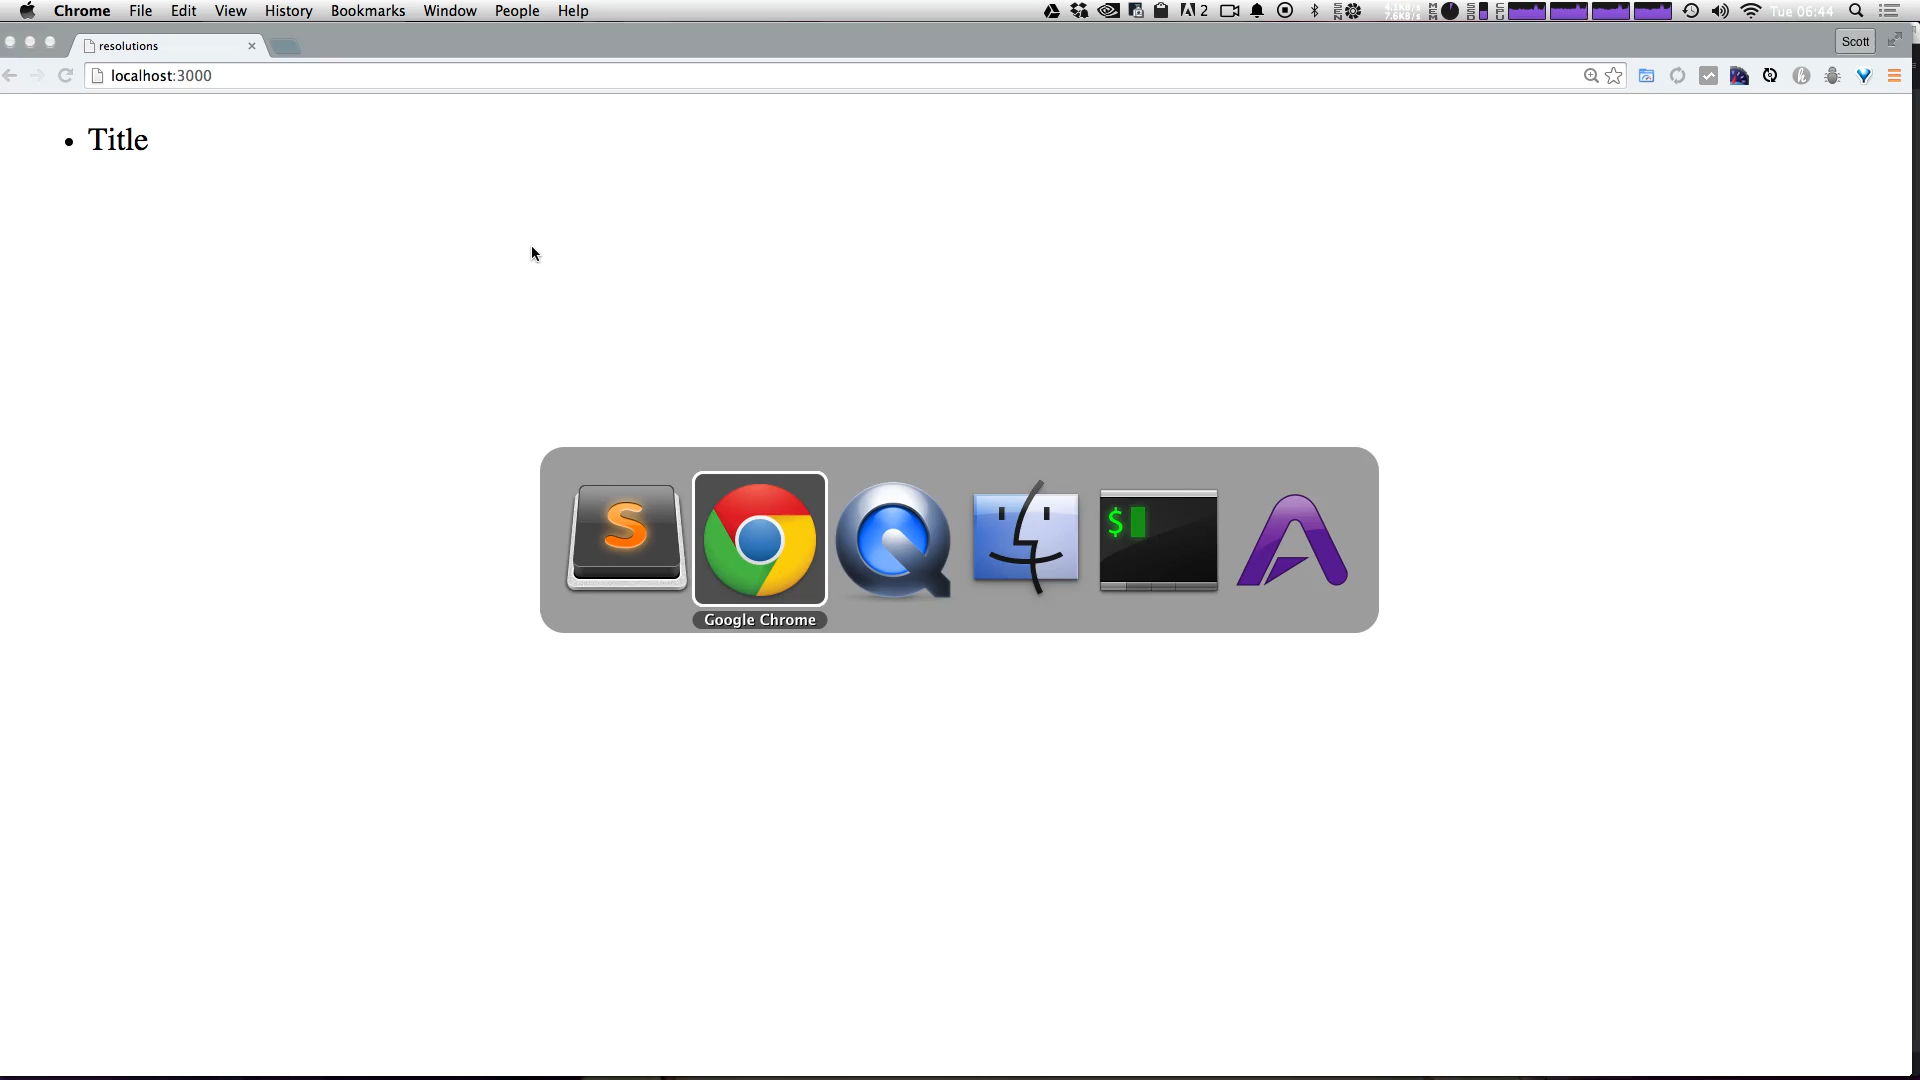 Chrome File Edit View History Bookmarks Window People Help 2 Tue 06:44
resolutions Scott
localhost:3000
• Title
S $
Google Chrome